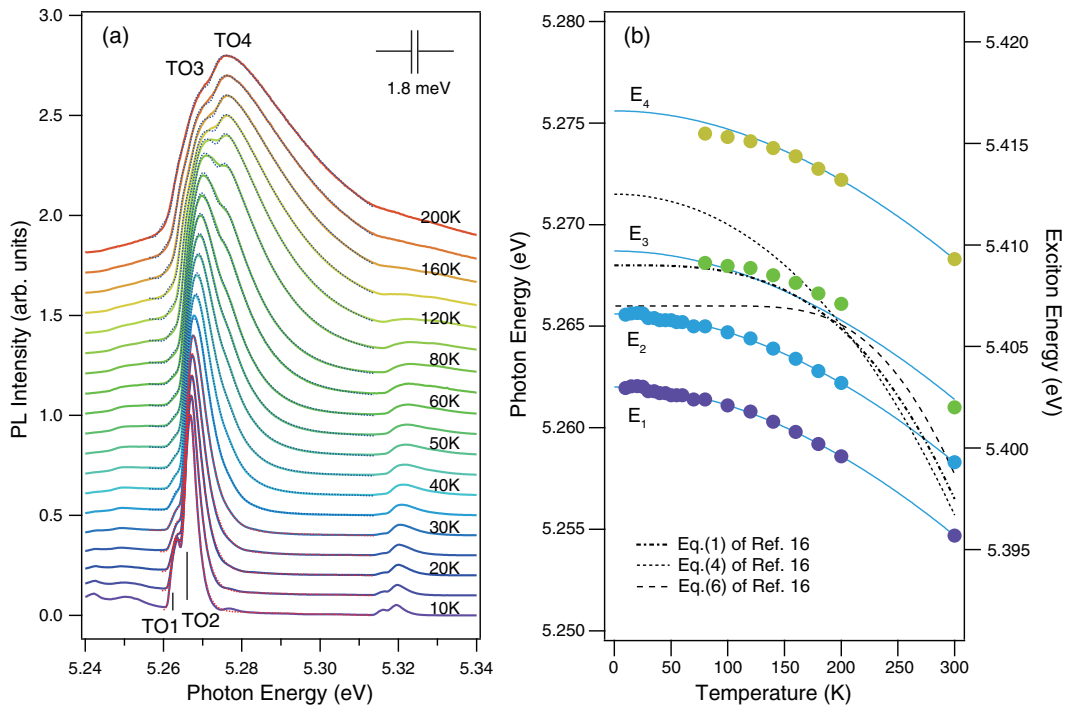 (a)
TO4
TO3
1.8 meV
3.0
2.5
2.0
1.5
1.0
0.5
0.0
PL Intensity (arb. units)
200K
160K
120K
80K
60K
50K
40K
30K
20K
10K
TO1
TO2
5.24
5.26
5.28
5.30
5.32
5.34
Photon Energy (eV)
(b)
5.280
5.275
5.270
5.265
5.260
5.255
5.250
Photon Energy (eV)
E4
E3
E2
E1
Eq.(1) of Ref. 16
Eq.(4) of Ref. 16
Eq.(6) of Ref. 16
0
50
100
150
200
250
300
Temperature (K)
5.420
5.415
5.410
5.405
5.400
5.395
Exciton Energy (eV)